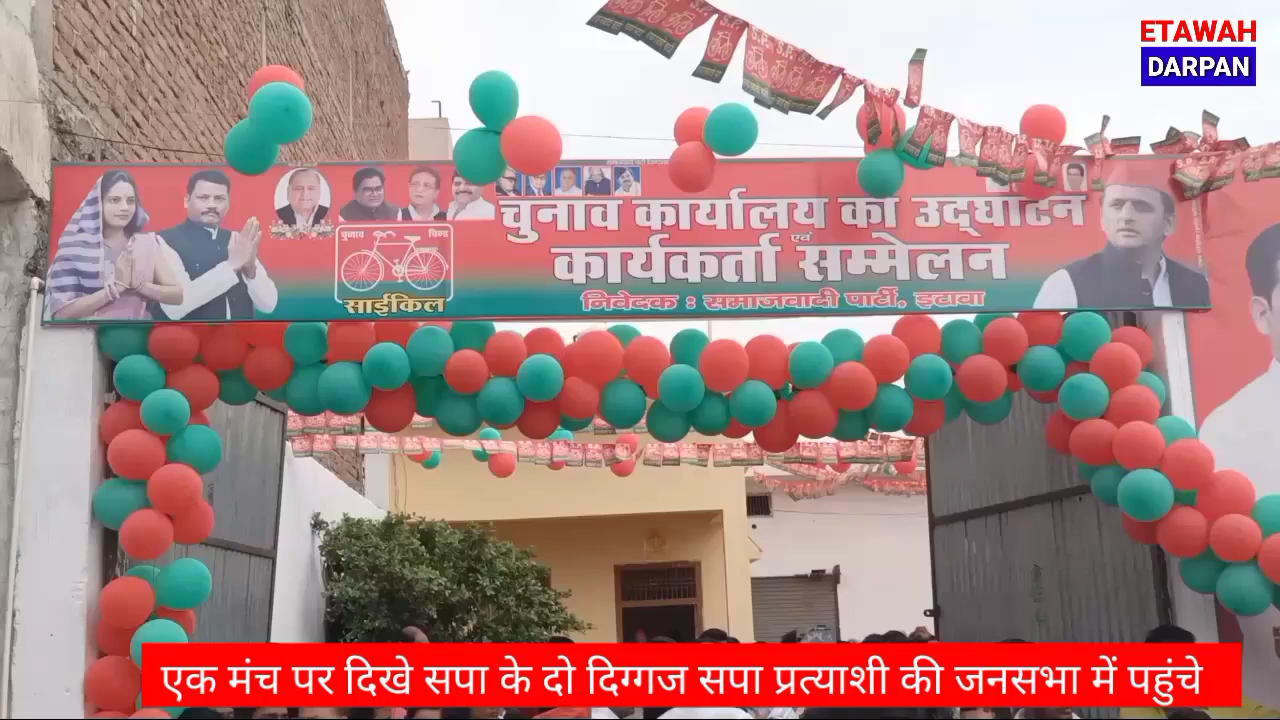 ETAWAH
DARPAN
चुनाव कार्यालय का उद्घाटन
एवं
कार्यकर्ता सम्मेलन
निवेदक : समाजवादी पार्टी, इटावा
चुनाव चिन्ह
साईकिल
एक मंच पर दिखे सपा के दो दिग्गज सपा प्रत्याशी की जनसभा में पहुंचे